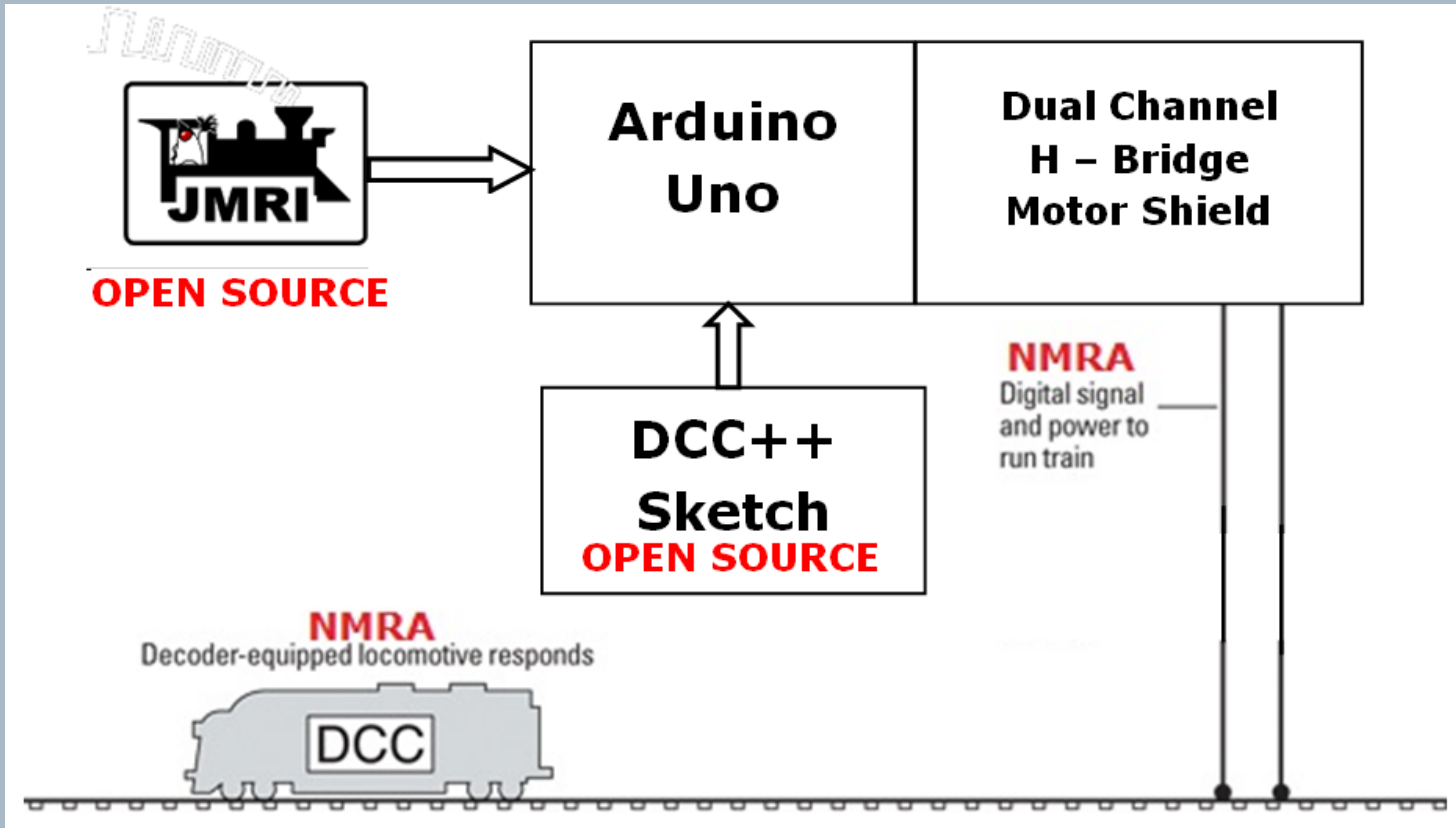 JMRI
OPEN SOURCE
Arduino
Uno
Dual Channel
H – Bridge
Motor Shield
DCC++
Sketch
OPEN SOURCE
NMRA
Digital signal
and power to
run train
NMRA
Decoder-equipped locomotive responds
DCC